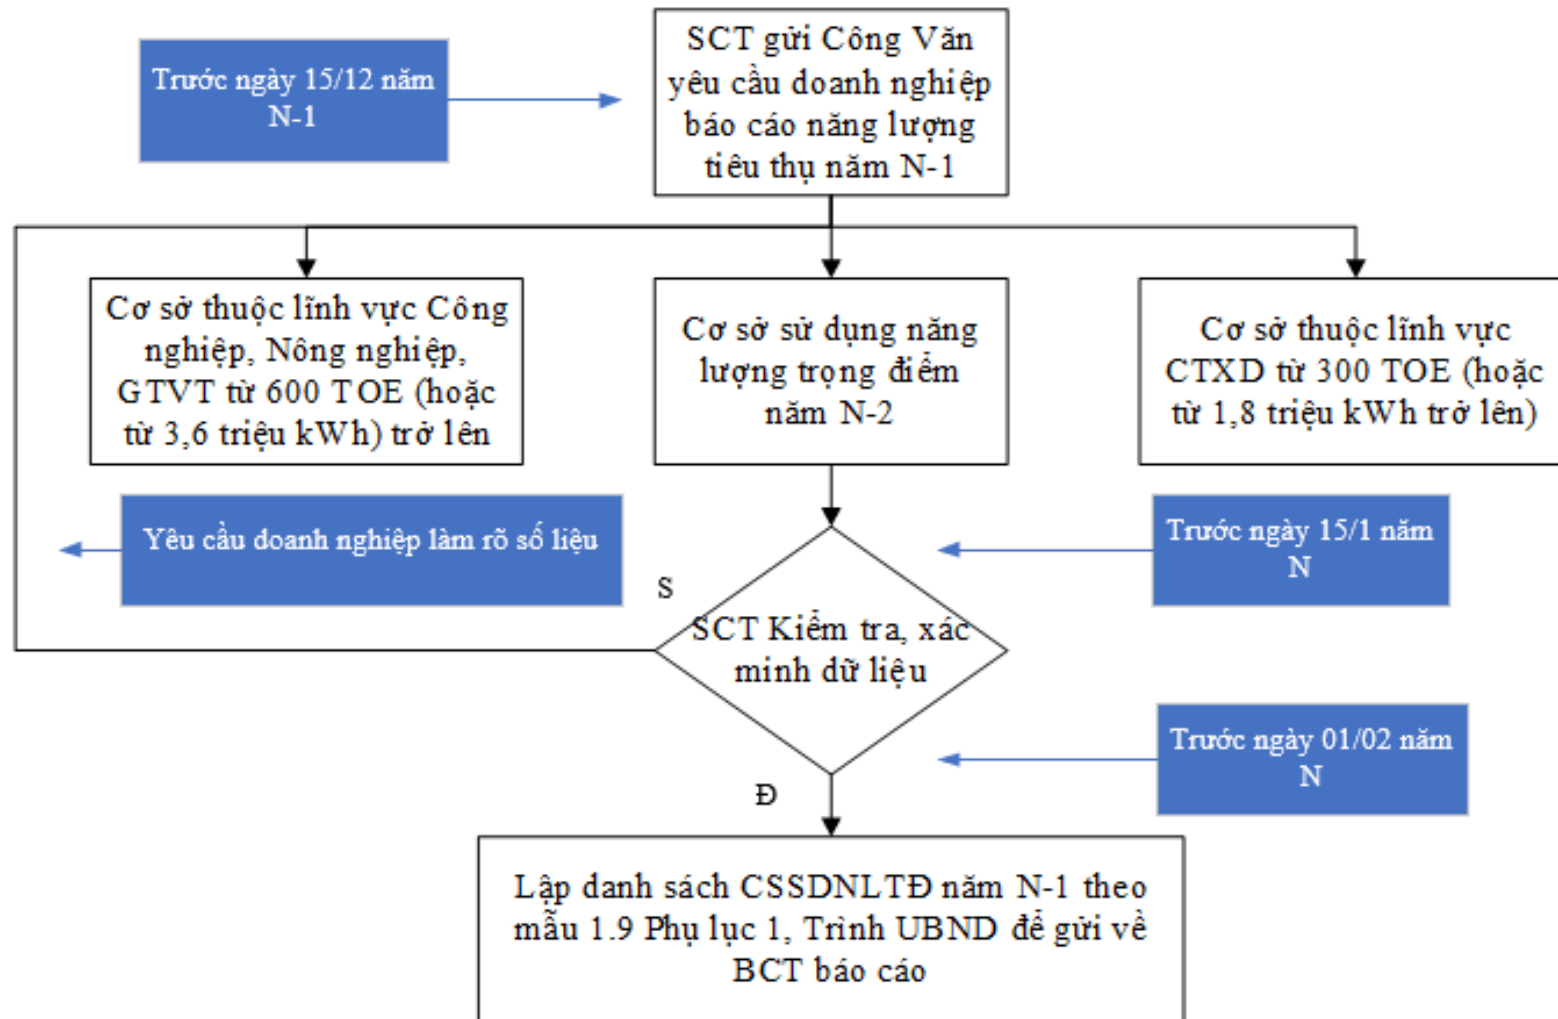 Trước ngày 15/12 năm
N-1
SCT gửi Công Văn
yêu cầu doanh nghiệp
báo cáo năng lượng
tiêu thụ năm N-1
Cơ sở thuộc lĩnh vực Công
nghiệp, Nông nghiệp,
GTVT từ 600 TOE (hoặc
từ 3,6 triệu kWh) trở lên
Cơ sở sử dụng năng
lượng trọng điểm
năm N-2
Cơ sở thuộc lĩnh vực
CTXD từ 300 TOE (hoặc
từ 1,8 triệu kWh trở lên)
Yêu cầu doanh nghiệp làm rõ số liệu
Trước ngày 15/1 năm
N
S
SCT Kiểm tra, xác
minh dữ liệu
Trước ngày 01/02 năm
N
Đ
Lập danh sách CSSDNLTĐ năm N-1 theo
mẫu 1.9 Phụ lục 1, Trình UBND để gửi về
BCT báo cáo